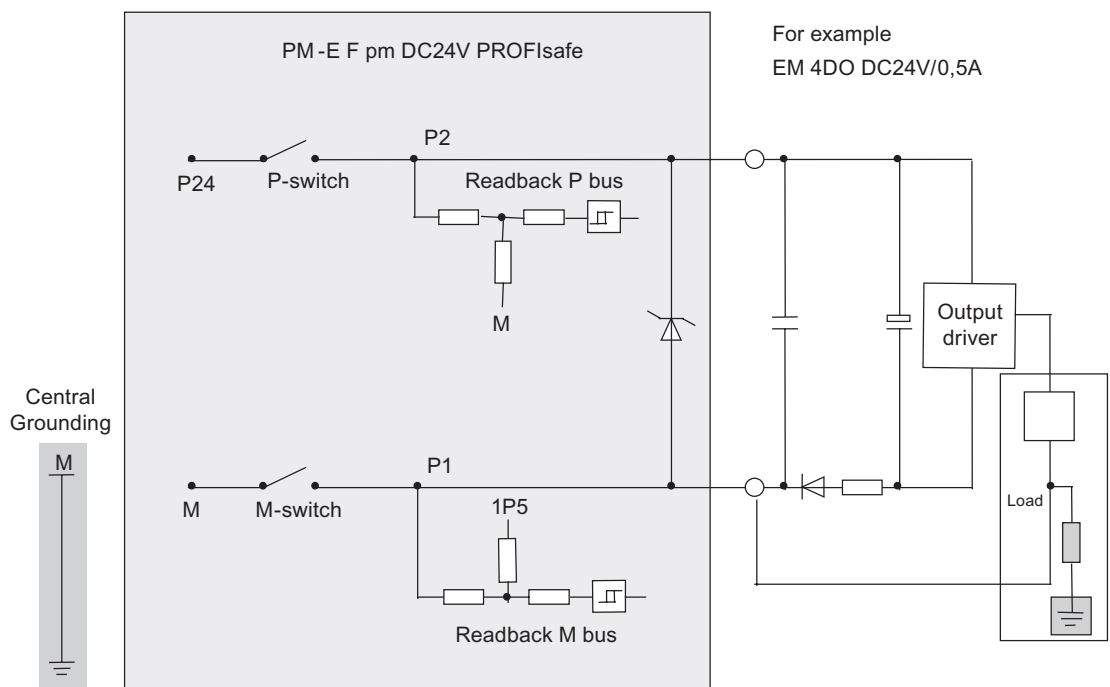 PM-E F pm DC24V PROFIsafe
For example
EM 4DO DC24V/0,5A
P2
P24
P-switch
Readback P bus
M
Output
driver
Central
Grounding
M
P1
M
M-switch
1P5
Load
Readback M bus